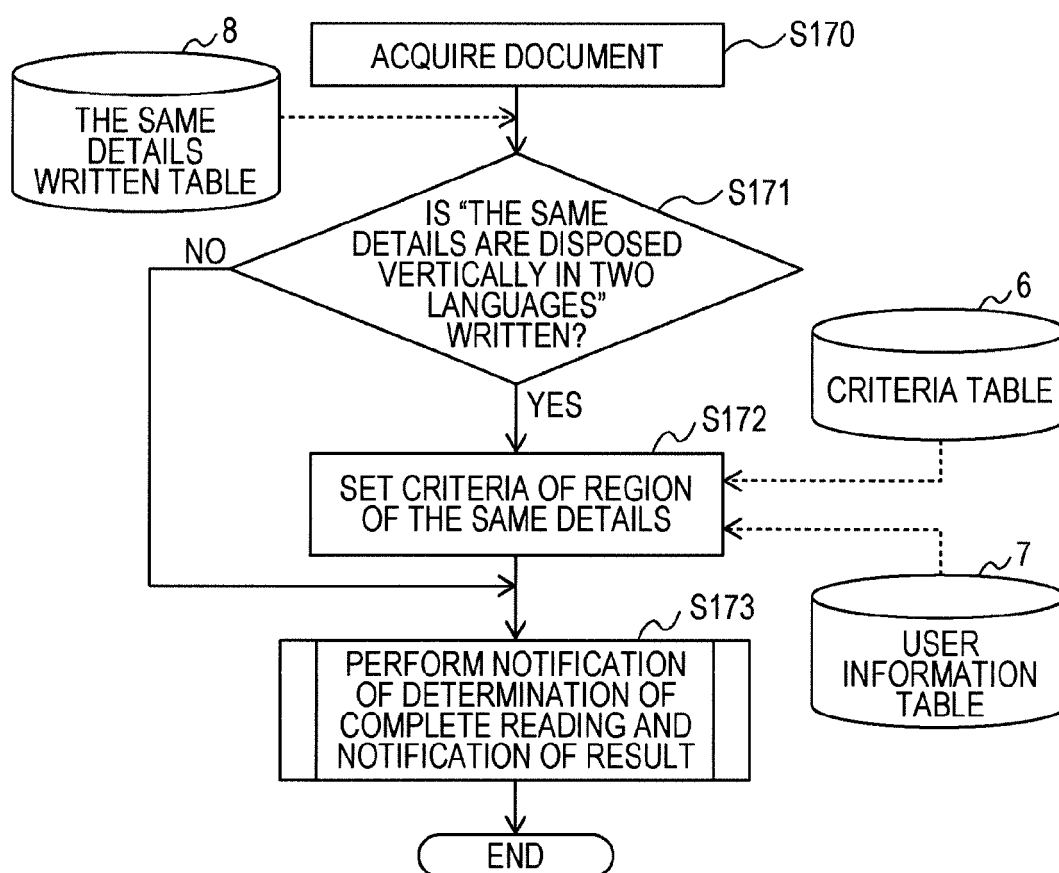 8
THE SAME
DETAILS
WRITTEN TABLE
ACQUIRE DOCUMENT
S170
IS “THE SAME
DETAILS ARE DISPOSED
VERTICALLY IN TWO
LANGUAGES”
WRITTEN?
S171
NO
YES
6
CRITERIA TABLE
SET CRITERIA OF REGION
OF THE SAME DETAILS
S172
7
USER
INFORMATION
TABLE
PERFORM NOTIFICATION
OF DETERMINATION OF
COMPLETE READING AND
NOTIFICATION OF RESULT
S173
END